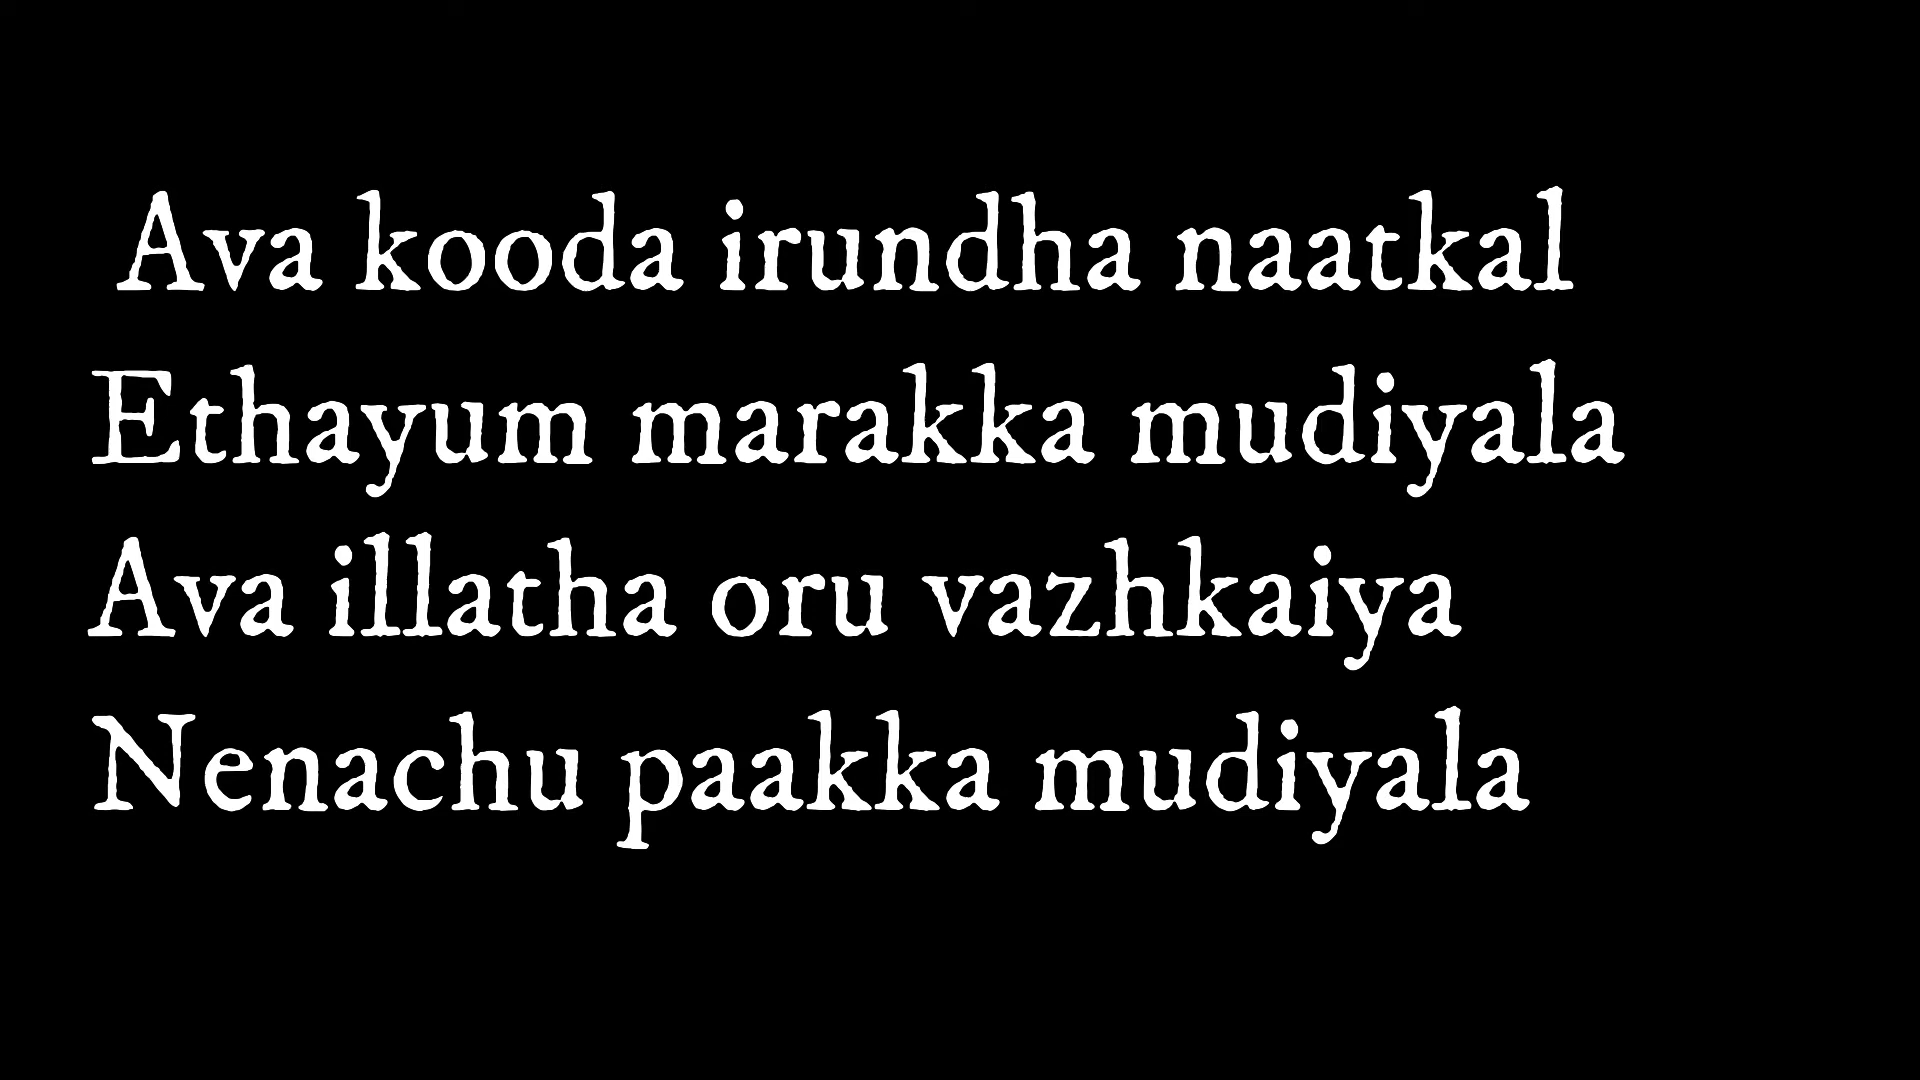 Ava kooda irundha naatkal
Ethayum marakka mudiyala
Ava illatha oru vazhkaiya
Nenachu paakka mudiyala